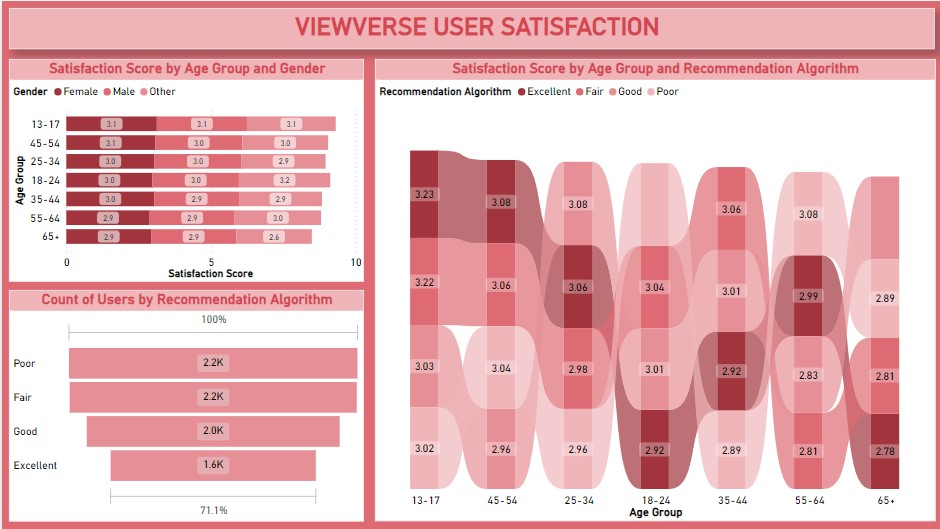 VIEWVERSE USER SATISFACTION
Satisfaction Score by Age Group and Gender
Gender Female Male Other
13-17 3.1 3.1 3.1
45-54 3.1 3.0 3.0
25-34 3.0 3.0 2.9
18-24 3.0 3.0 3.2
35-44 3.0 2.9 2.9
55-64 2.9 2.9 3.0
65+ 2.9 2.9 2.6
Age Group
0 5 10
Satisfaction Score
Count of Users by Recommendation Algorithm
100%
Poor 2.2K
Fair 2.2K
Good 2.0K
Excellent 1.6K
71.1%
Satisfaction Score by Age Group and Recommendation Algorithm
Recommendation Algorithm Excellent Fair Good Poor
3.23 3.08 3.08 3.06 3.08
3.22 3.06 3.06 3.04 3.01 2.99 2.89
3.03 3.04 2.98 3.01 2.92 2.83 2.81
3.02 2.96 2.96 2.92 2.89 2.81 2.78
13-17 45-54 25-34 18-24 35-44 55-64 65+
Age Group